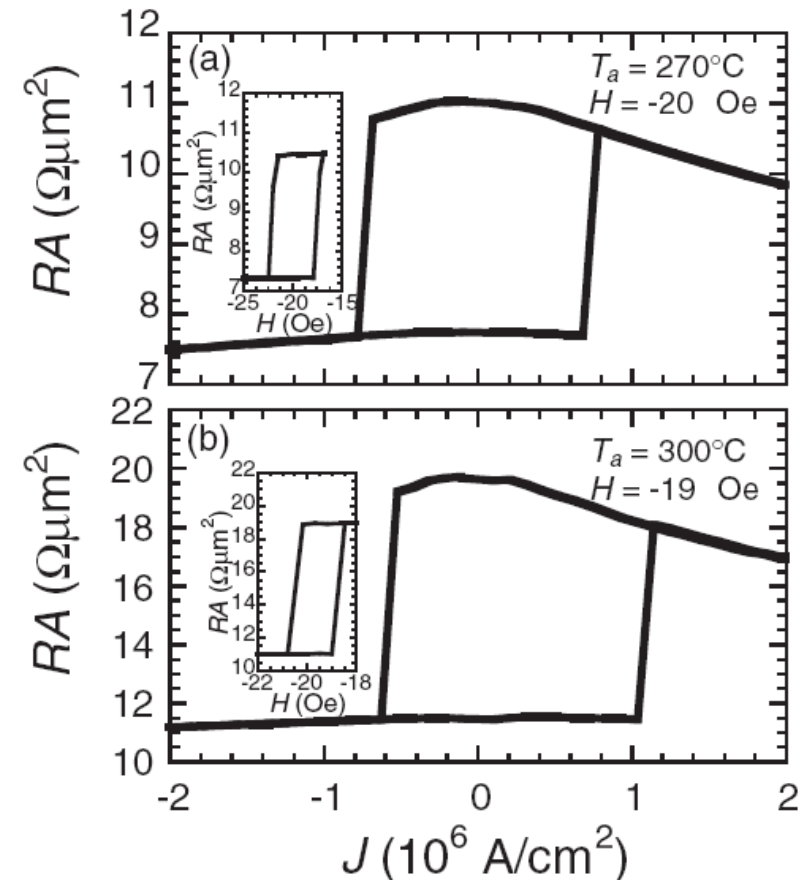 (a)
Tₐ = 270°C
H = -20 Oe
RA (Ωμm²)
12
11
10
9
8
7
RA (Ωμm²)
12
11
10
9
8
7
-25 -20 -15
H (Oe)
(b)
Tₐ = 300°C
H = -19 Oe
RA (Ωμm²)
22
20
18
16
14
12
10
RA (Ωμm²)
22
20
18
16
14
12
10
-22 -20 -18
H (Oe)
-2 -1 0 1 2
J (10⁶ A/cm²)